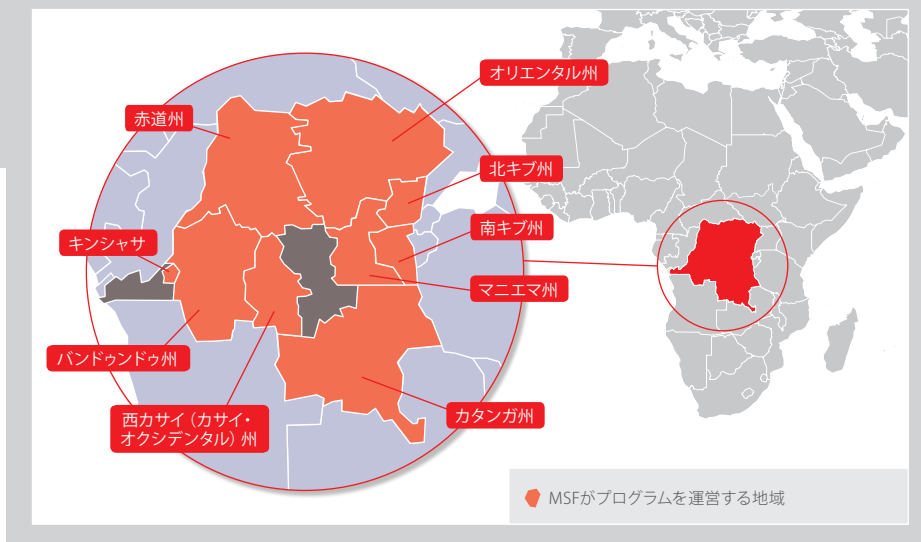 オリエンタル州
赤道州
北キブ州
南キブ州
キンシャサ
マニエマ州
バンドゥンドゥ州
西カサイ（カサイ・
オクシデンタル）州
カタンガ州
MSFがプログラムを運営する地域